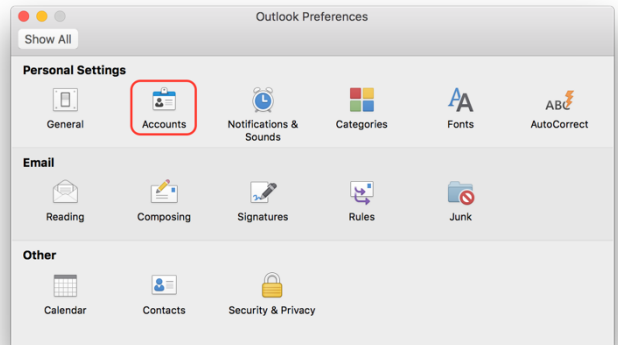 Outlook Preferences
Show All
Personal Settings
General
Accounts
Notifications &
Sounds
Categories
A A
Fonts
ABC
AutoCorrect
Email
Reading
Composing
Signatures
Rules
Junk
Other
Calendar
Contacts
Security & Privacy